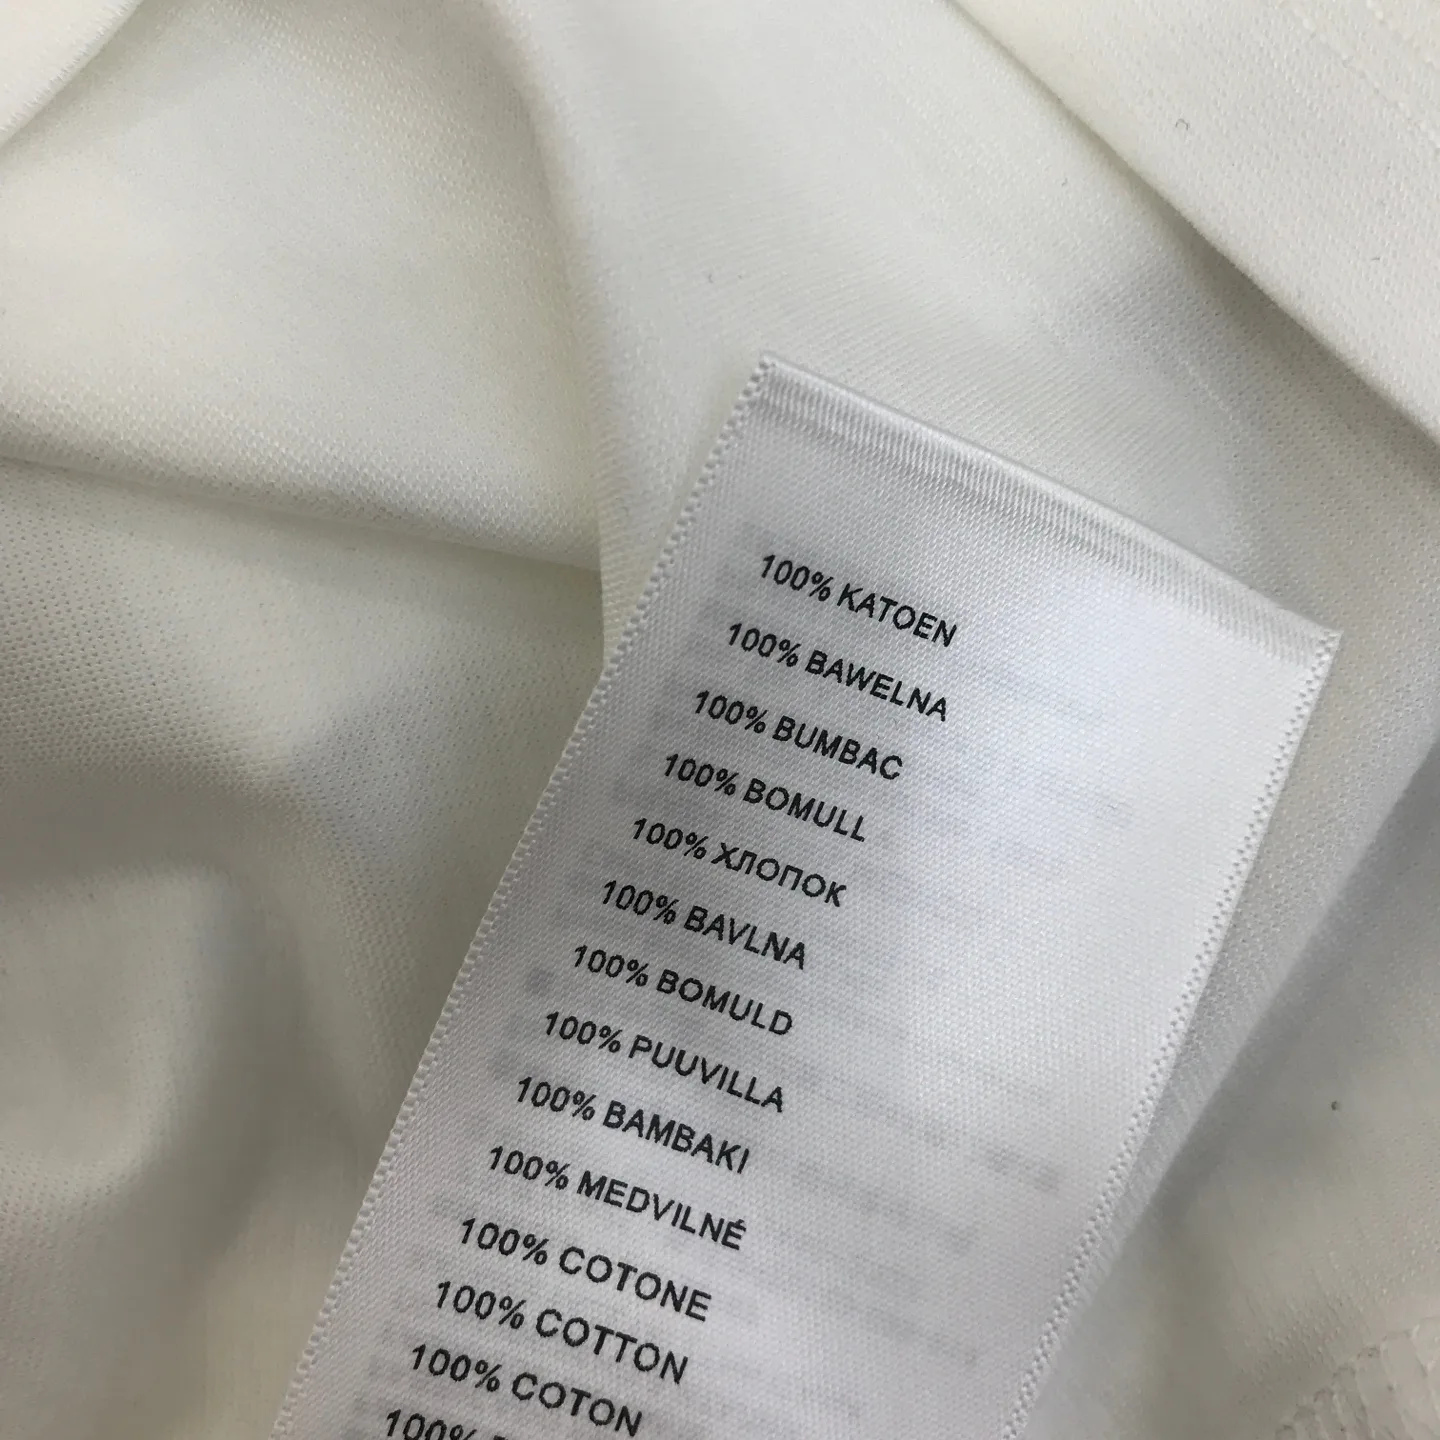 100% KATOEN
100% BAWELNA
100% BUMBAC
100% BOMULL
100% ХЛОПОК
100% BAVLNA
100% BOMULD
100% PUUVILLA
100% BAMBAKI
100% MEDVILNÉ
100% COTONE
100% COTTON
100% COTON
100%